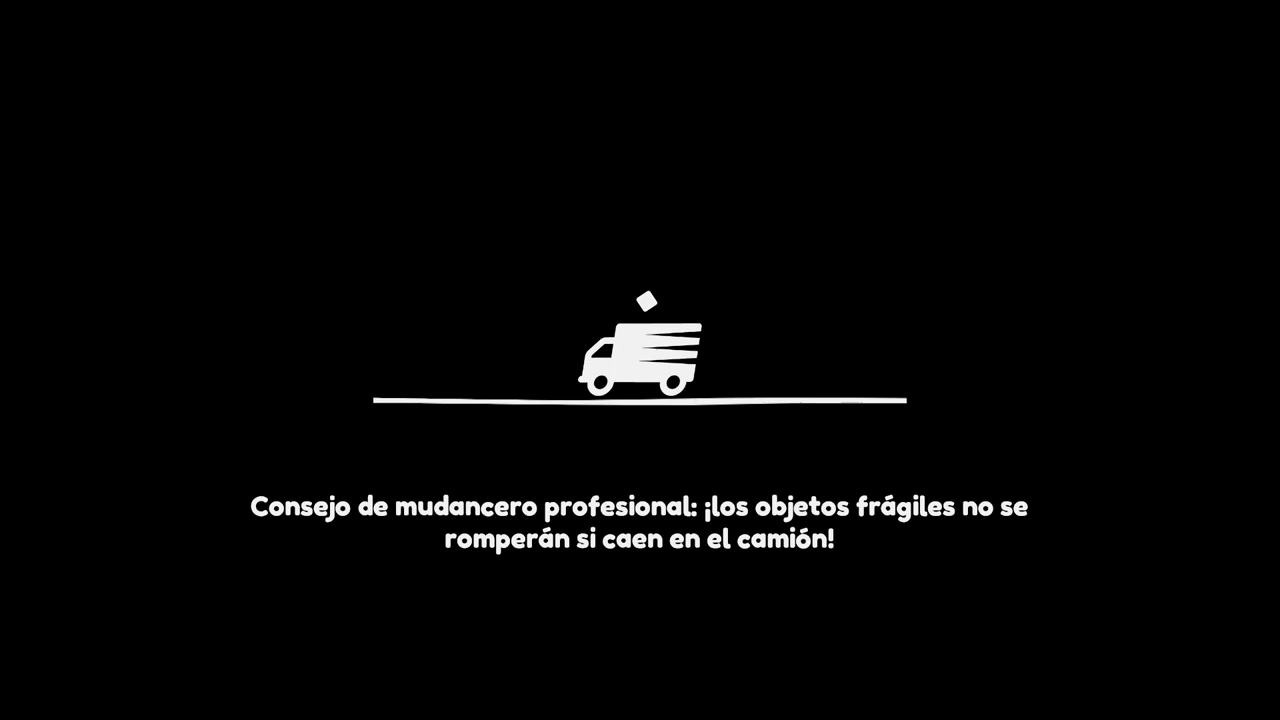 Consejo de mudancero profesional: ¡los objetos frágiles no se
romperán si caen en el camión!